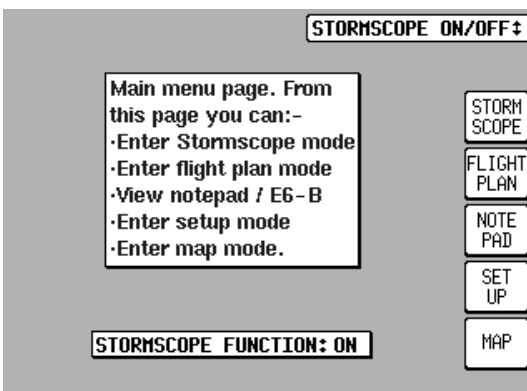 STORMSCOPE ON/OFF↕
Main menu page. From
this page you can:-
·Enter Stormscope mode
·Enter flight plan mode
·View notepad / E6-B
·Enter setup mode
·Enter map mode.
STORM
SCOPE
FLIGHT
PLAN
NOTE
PAD
SET
UP
MAP
STORMSCOPE FUNCTION↕ ON